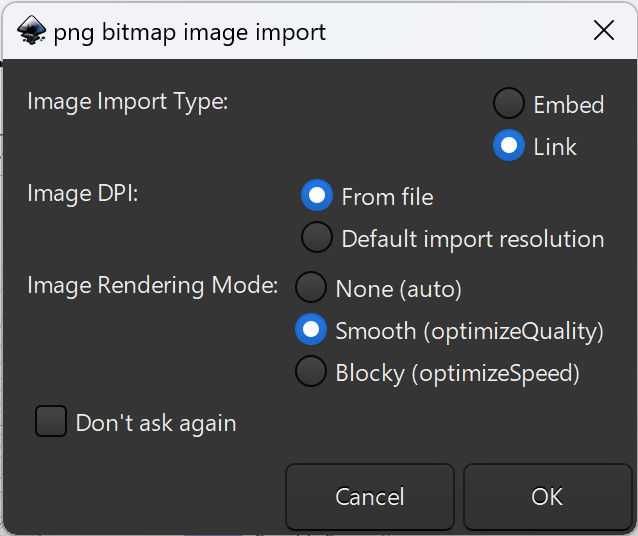 png bitmap image import
Image Import Type:
Embed
Link
Image DPI:
From file
Default import resolution
Image Rendering Mode:
None (auto)
Smooth (optimizeQuality)
Blocky (optimizeSpeed)
Don't ask again
Cancel
OK